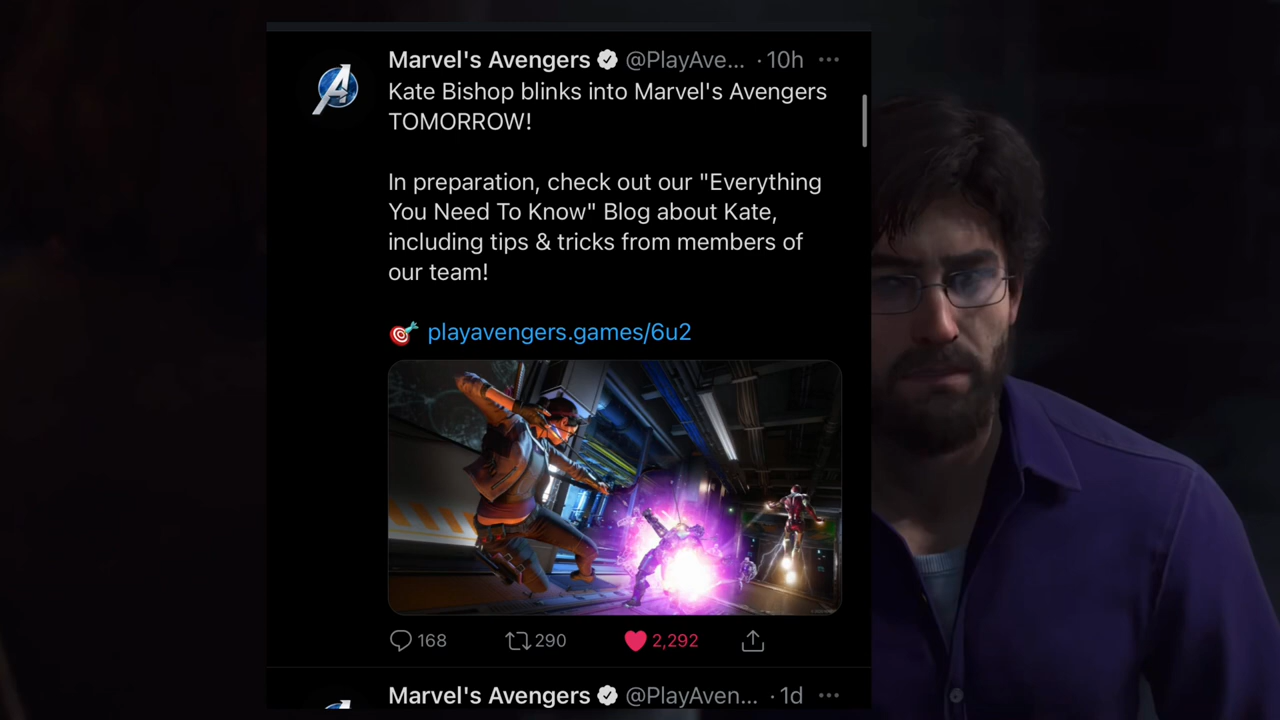 Marvel's Avengers @PlayAve... · 10h ···
Kate Bishop blinks into Marvel's Avengers
TOMORROW!
In preparation, check out our "Everything
You Need To Know" Blog about Kate,
including tips & tricks from members of
our team!
🎯 playavengers.games/6u2
168 290 2,292
Marvel's Avengers @PlayAven... · 1d ···